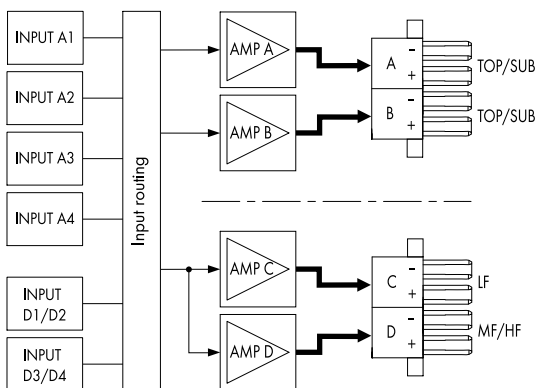 INPUT A1
INPUT A2
INPUT A3
INPUT A4
INPUT
D1/D2
INPUT
D3/D4
Input routing
AMP A
AMP B
AMP C
AMP D
A - +
B - +
C - +
D - +
TOP/SUB
TOP/SUB
LF
MF/HF